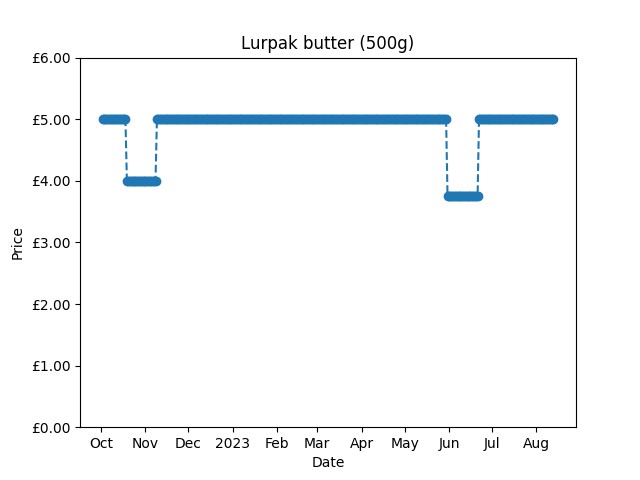 Lurpak butter (500g)
£6.00
£5.00
£4.00
£3.00
£2.00
£1.00
£0.00
Price
Oct Nov Dec 2023 Feb Mar Apr May Jun Jul Aug
Date